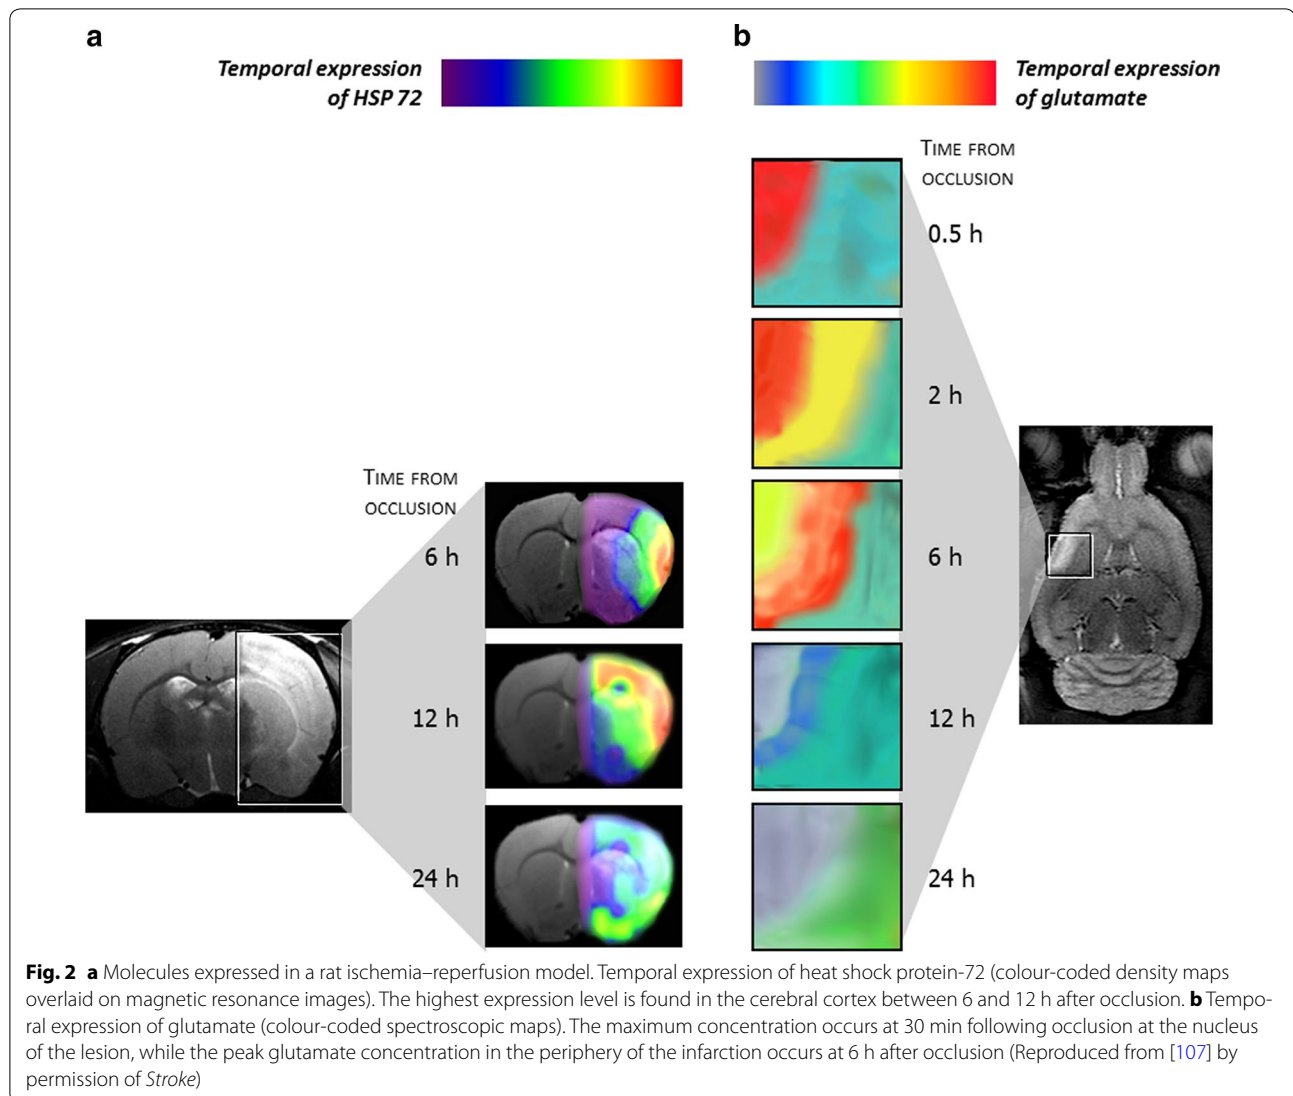 a
Temporal expression
of HSP 72
TIME FROM
OCCLUSION
6 h
12 h
24 h
b
Temporal expression
of glutamate
TIME FROM
OCCLUSION
0.5 h
2 h
6 h
12 h
24 h
Fig. 2 a Molecules expressed in a rat ischemia–reperfusion model. Temporal expression of heat shock protein-72 (colour-coded density maps
overlaid on magnetic resonance images). The highest expression level is found in the cerebral cortex between 6 and 12 h after occlusion. b Tempo-
ral expression of glutamate (colour-coded spectroscopic maps). The maximum concentration occurs at 30 min following occlusion at the nucleus
of the lesion, while the peak glutamate concentration in the periphery of the infarction occurs at 6 h after occlusion (Reproduced from [107] by
permission of Stroke)